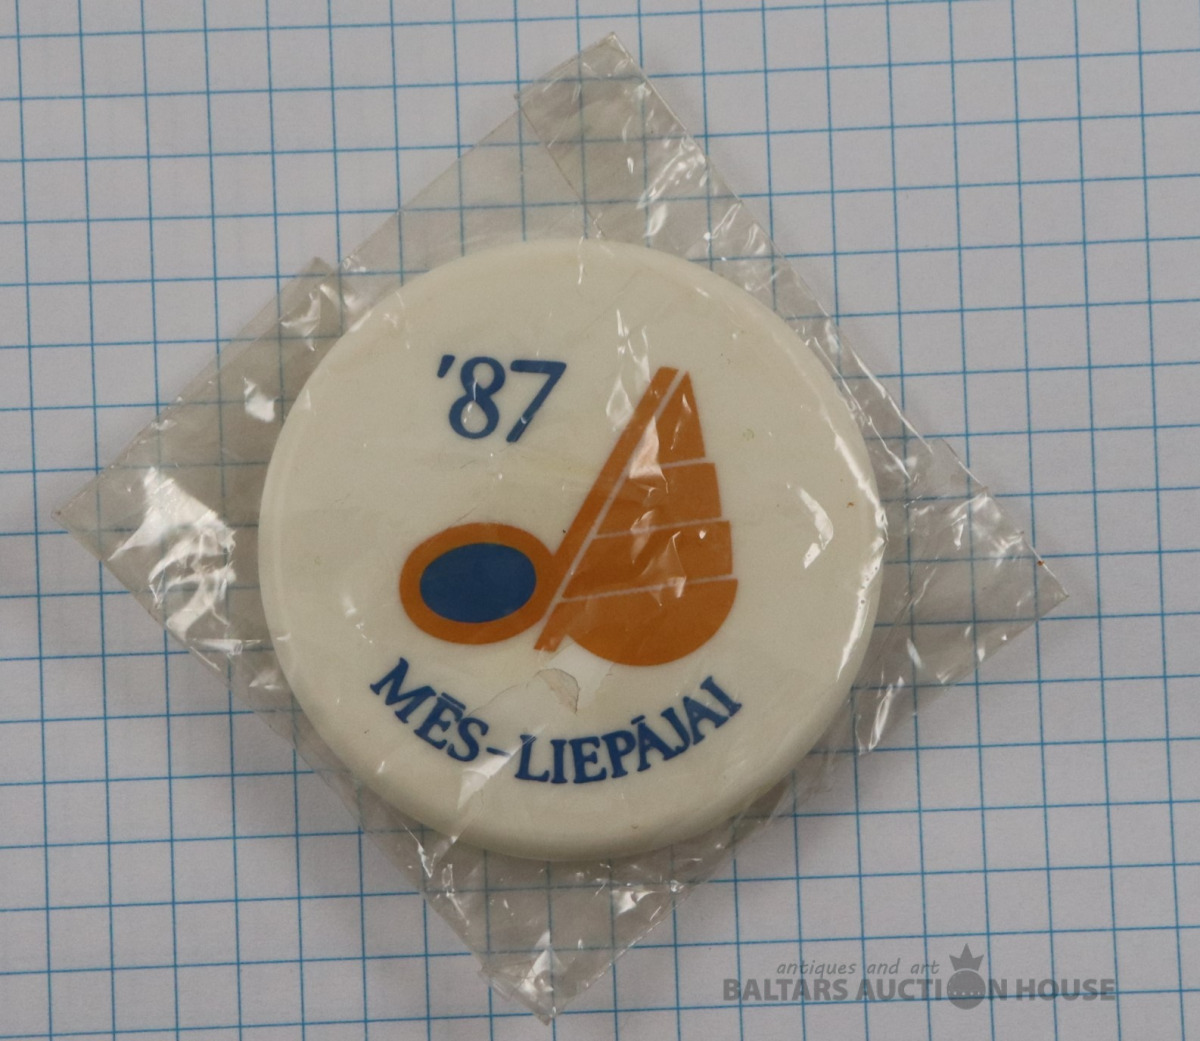 '87
MĒS-LIEPĀJAI
antiques and art
BALTARS AUCTION HOUSE